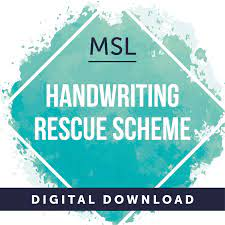 MSL
HANDWRITING
RESCUE SCHEME
DIGITAL DOWNLOAD